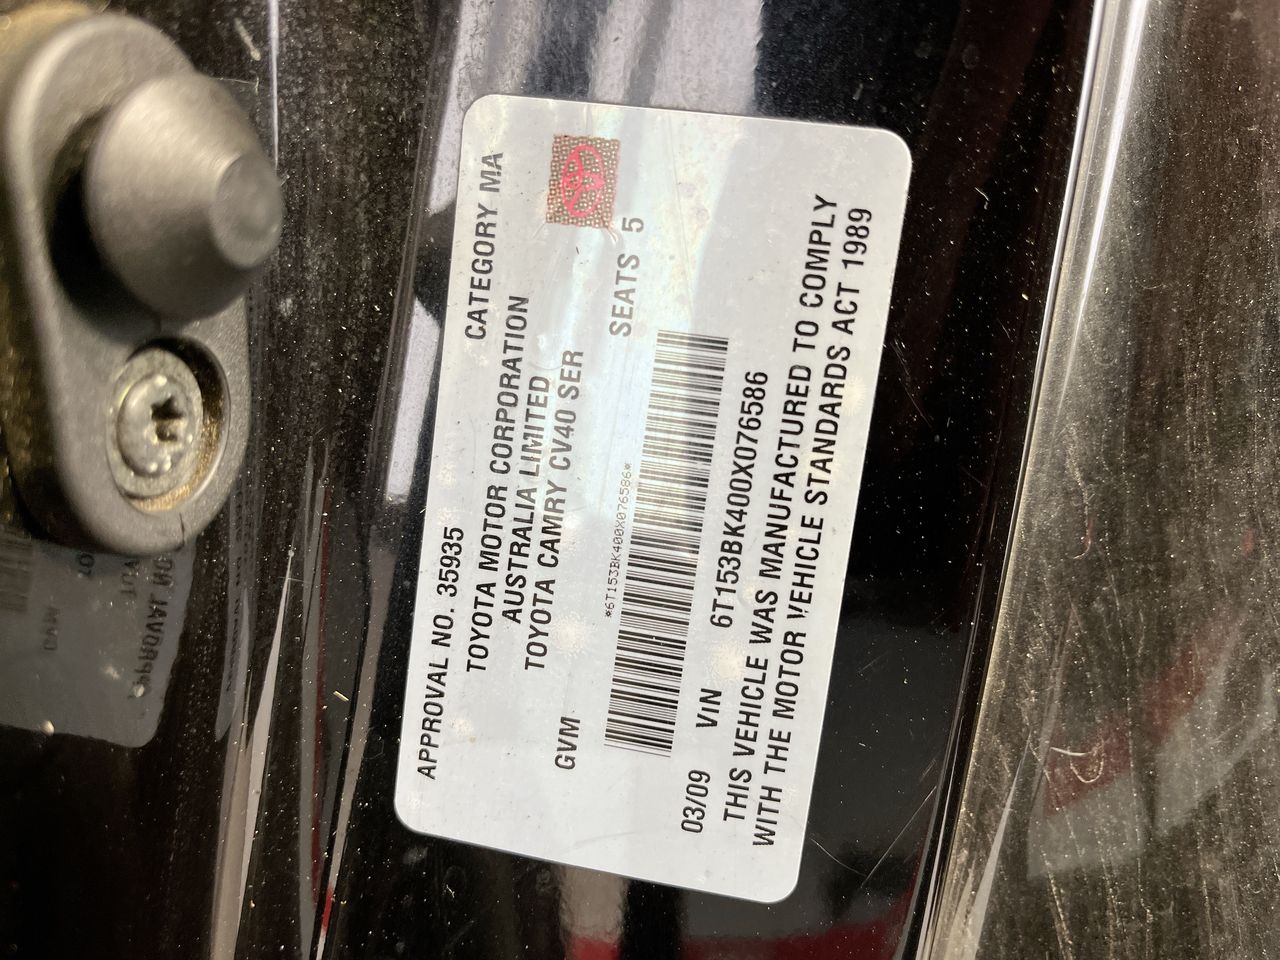 APPROVAL NO. 35935 CATEGORY MA
TOYOTA MOTOR CORPORATION
AUSTRALIA LIMITED
TOYOTA CAMRY CV40 SER
GVM SEATS 5
*6T153BK400X076586*
03/09 VIN 6T153BK400X076586
THIS VEHICLE WAS MANUFACTURED TO COMPLY
WITH THE MOTOR VEHICLE STANDARDS ACT 1989